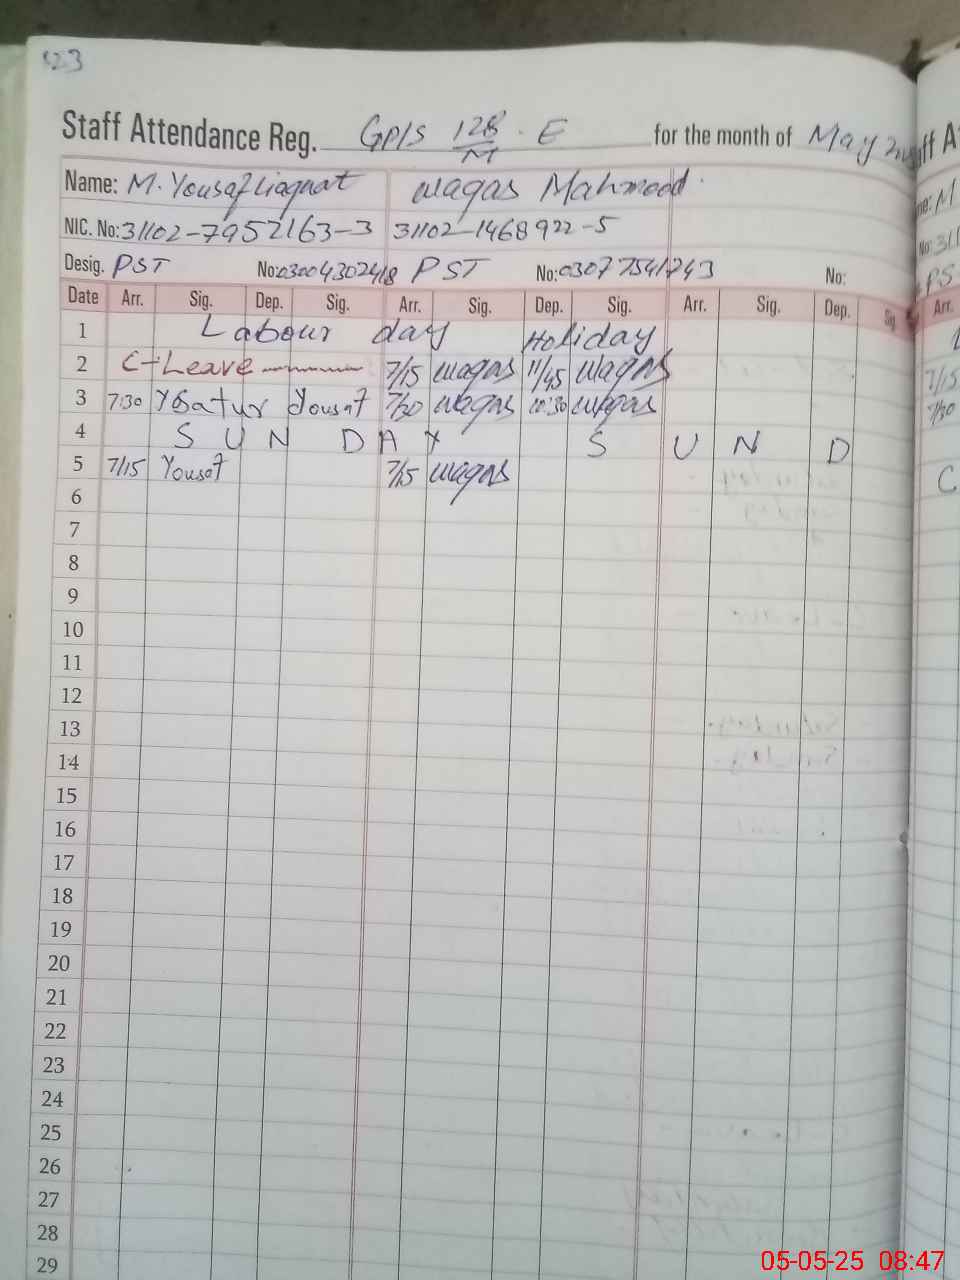 123
Staff Attendance Reg. GP/S 128/M . E for the month of May
Name: M. Yousaf Liaqnat Waqas Mahmood.
NIC. No: 31102-7952163-3 31102-1468922-5
Desig. PST No: 03004302418 PST No: 03077541743 No:
Date Arr. Sig. Dep. Sig. Arr. Sig. Dep. Sig. Arr. Sig. Dep. Sig
1 Labour day Holiday
2 C-Leave 7/15 waqas 11/45 waqas
3 7:30 Yousaf 7/30 waqas 10:30 waqas
4 S U N D A Y S U N D
5 7/15 Yousaf 7/15 waqas
6
7
8
9
10
11
12
13
14
15
16
17
18
19
20
21
22
23
24
25
26
27
28
29
05-05-25 08:47